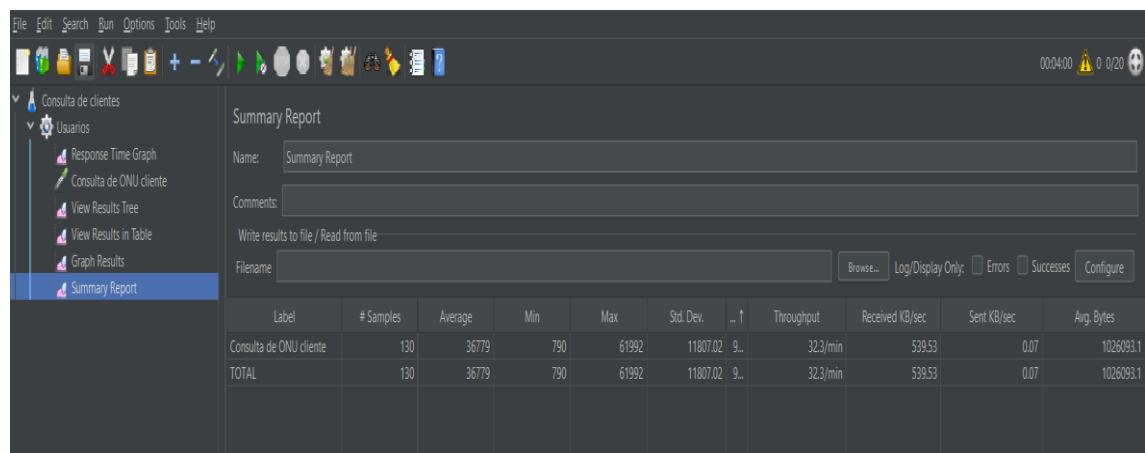 File Edit Search Run Options Tools Help
00:04:00 0 0/20
Consulta de clientes
Usuarios
Response Time Graph
Consulta de ONU cliente
View Results Tree
View Results in Table
Graph Results
Summary Report
Summary Report
Name: Summary Report
Comments:
Write results to file / Read from file
Filename Browse... Log/Display Only: Errors Successes Configure
Label # Samples Average Min Max Std. Dev. ... ↑ Throughput Received KB/sec Sent KB/sec Avg. Bytes
Consulta de ONU cliente 130 36779 790 61992 11807.02 9... 32.3/min 539.53 0.07 1026093.1
TOTAL 130 36779 790 61992 11807.02 9... 32.3/min 539.53 0.07 1026093.1